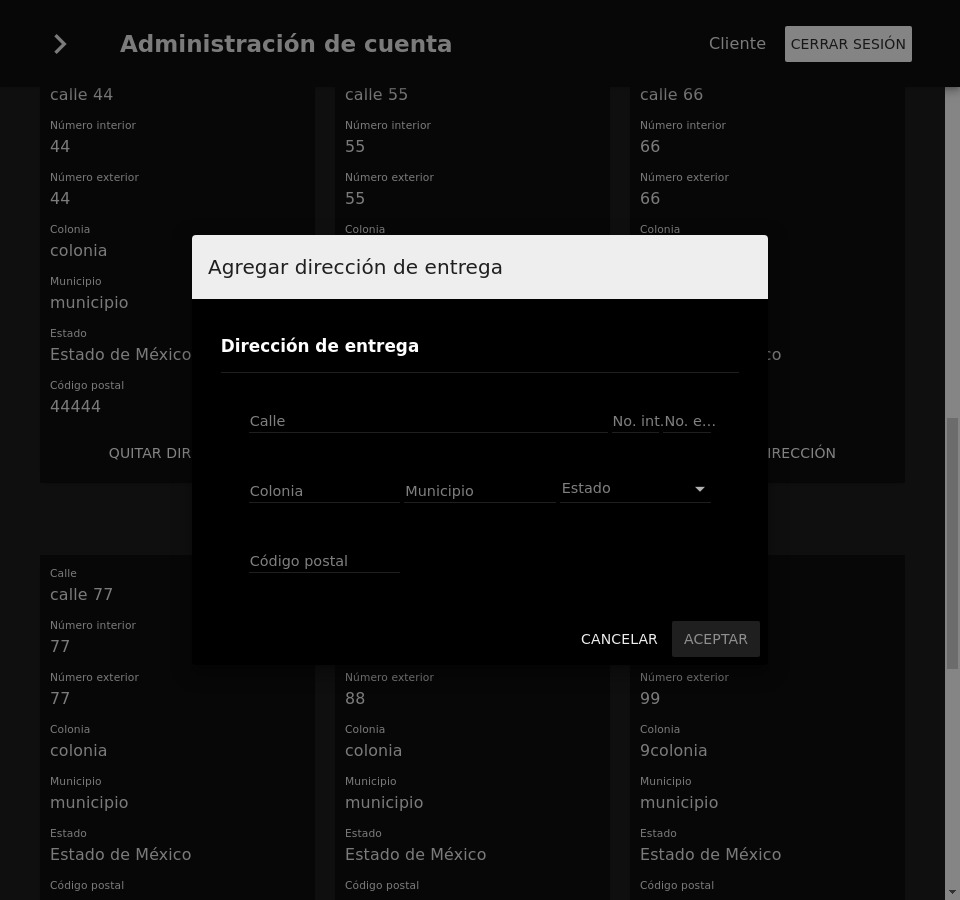 Administración de cuenta
Cliente
CERRAR SESIÓN
calle 44
Número interior
44
Número exterior
44
Colonia
colonia
Municipio
municipio
Estado
Estado de México
Código postal
44444
QUITAR DIR
calle 55
Número interior
55
Número exterior
55
Colonia
calle 66
Número interior
66
Número exterior
66
Colonia
co
IRECCIÓN
Agregar dirección de entrega
Dirección de entrega
Calle
No. int.
No. e...
Colonia
Municipio
Estado
Código postal
CANCELAR
ACEPTAR
Calle
calle 77
Número interior
77
Número exterior
77
Colonia
colonia
Municipio
municipio
Estado
Estado de México
Código postal
Número exterior
88
Colonia
colonia
Municipio
municipio
Estado
Estado de México
Código postal
Número exterior
99
Colonia
9colonia
Municipio
municipio
Estado
Estado de México
Código postal